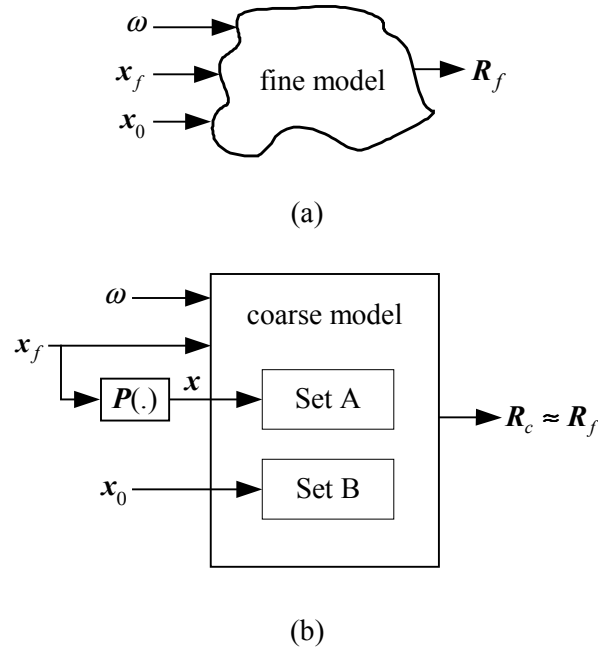 ω
x_f
x_0
fine model
R_f
(a)
ω
coarse model
x_f
P(.)
x
Set A
R_c ≈ R_f
x_0
Set B
(b)